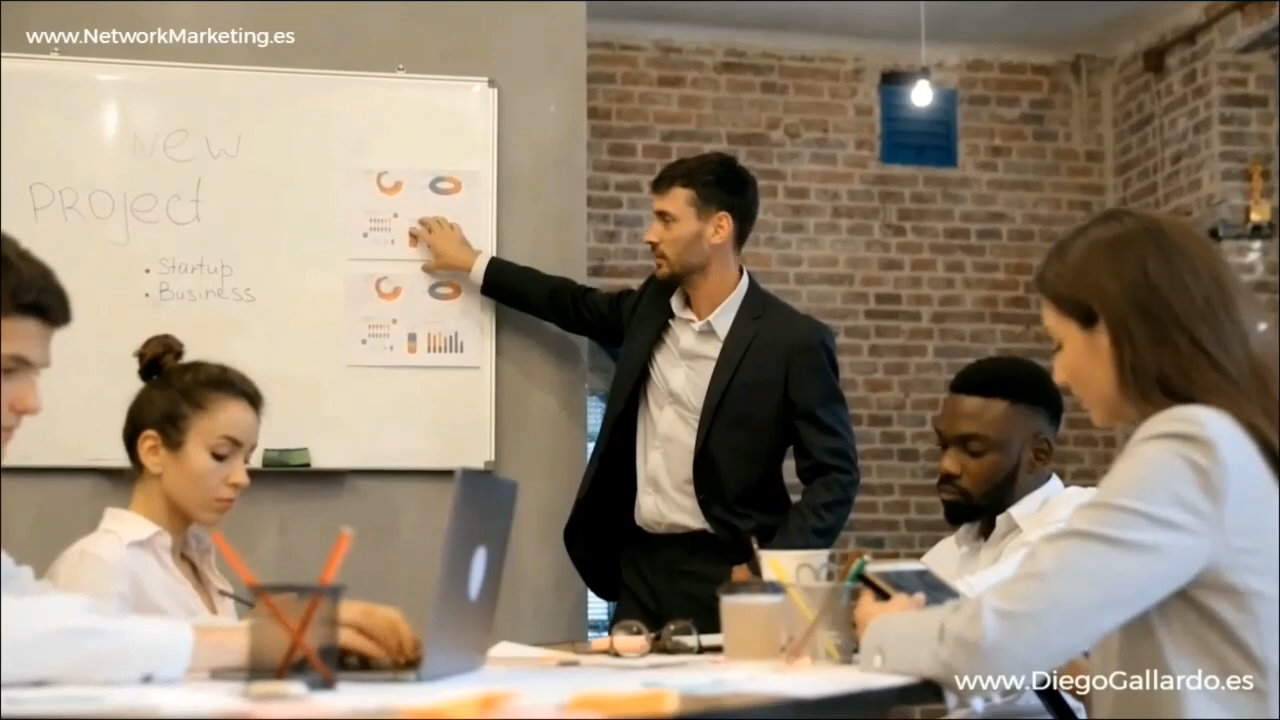 www.NetworkMarketing.es
New
Project
• Startup
• Business
www.DiegoGallardo.es